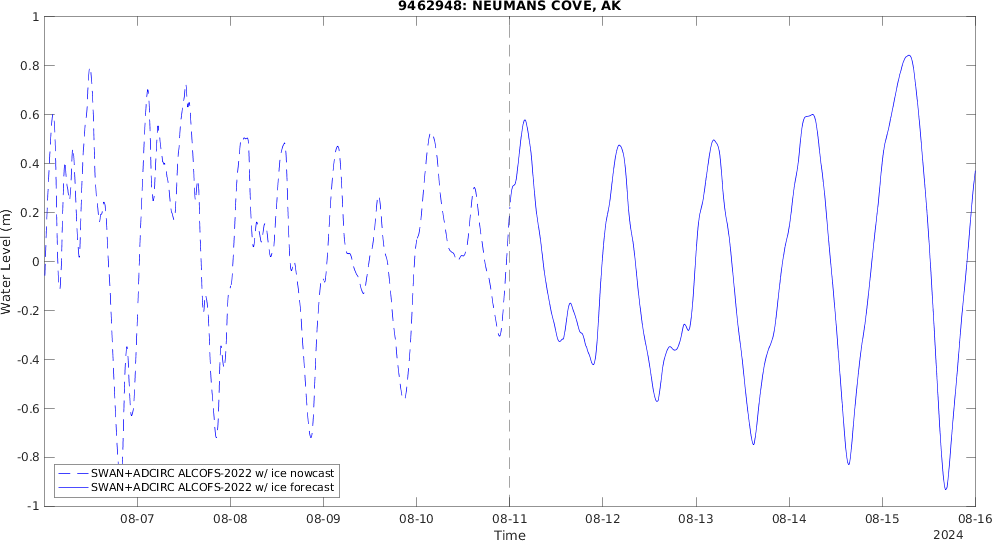 9462948: NEUMANS COVE, AK
1
0.8
0.6
0.4
0.2
0
-0.2
-0.4
-0.6
-0.8
-1
Water Level (m)
SWAN+ADCIRC ALCOFS-2022 w/ ice nowcast
SWAN+ADCIRC ALCOFS-2022 w/ ice forecast
08-07 08-08 08-09 08-10 08-11 08-12 08-13 08-14 08-15 08-16
Time
2024